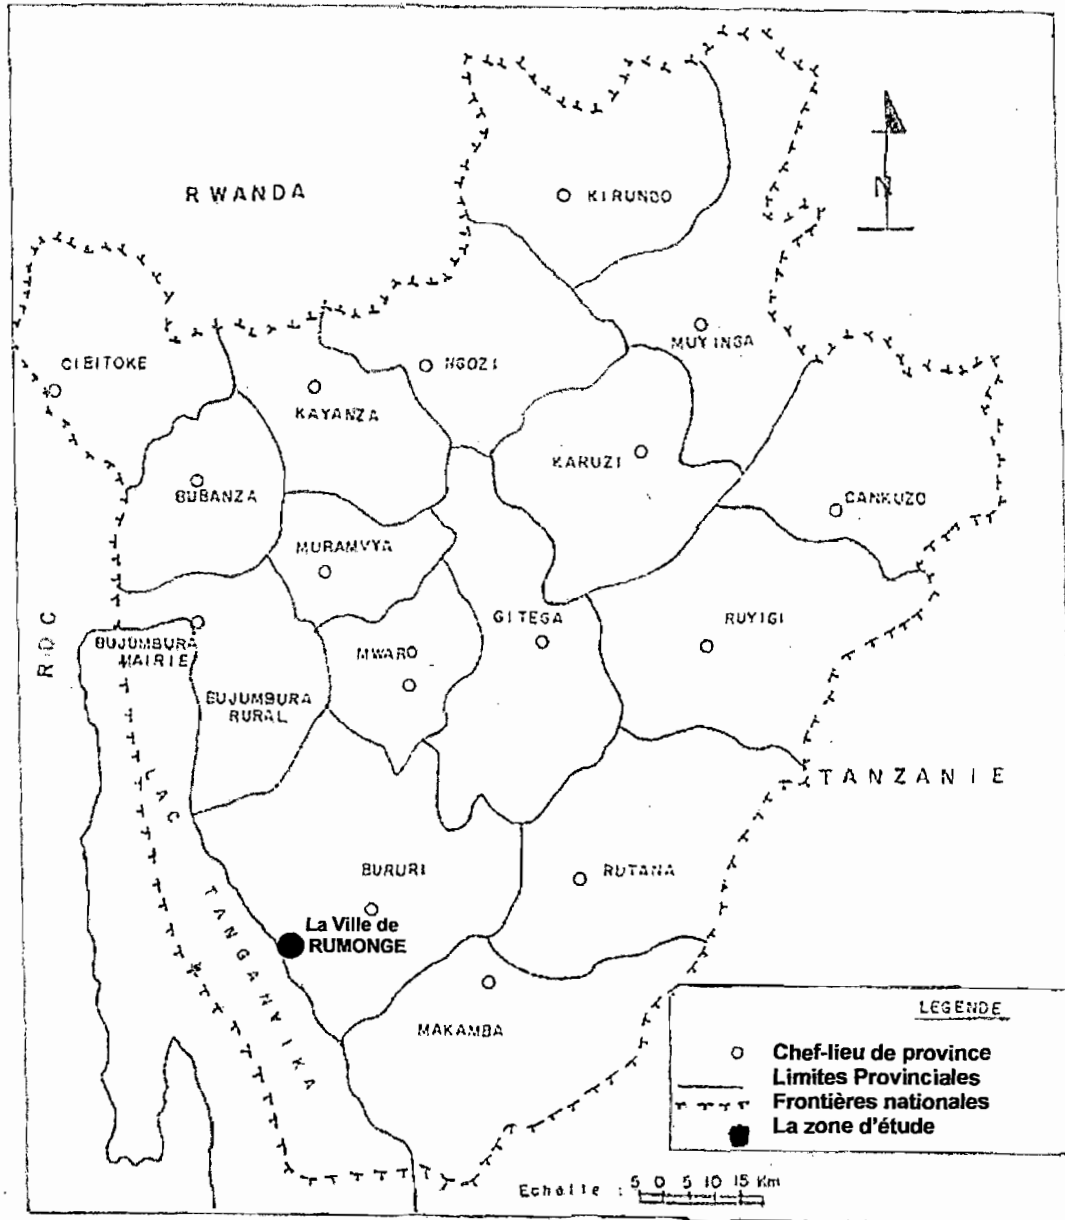 RWANDA
KIRUNDO
N
CIBITOKE
NGOZI
MUYINGA
KAYANZA
KARUZI
BUBANZA
CANKUZO
MURAMVYA
GITEGA
RUYIGI
RDC
BUJUMBURA
MAIRIE
MWARO
BUJUMBURA
RURAL
TANZANIE
LAC TANGANYIKA
BURURI
RUTANA
La Ville de
RUMONGE
MAKAMBA
LEGENDE
Chef-lieu de province
Limites Provinciales
Frontières nationales
La zone d'étude
Echelle : 5 0 5 10 15 Km